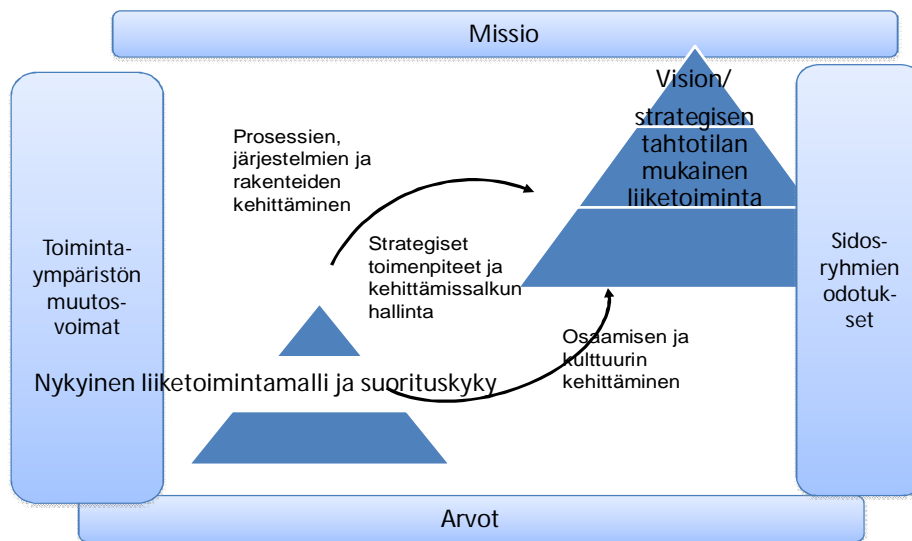 Missio
Vision/
strategisen
tahtotilan
mukainen
liiketoiminta
Prosessien,
järjestelmien ja
rakenteiden
kehittäminen
Toiminta-
ympäristön
muutos-
voimat
Strategiset
toimenpiteet ja
kehittämissalkun
hallinta
Sidos-
ryhmien
odotuk-
set
Osaamisen ja
kulttuurin
kehittäminen
Nykyinen liiketoimintamalli ja suorituskyky
Arvot